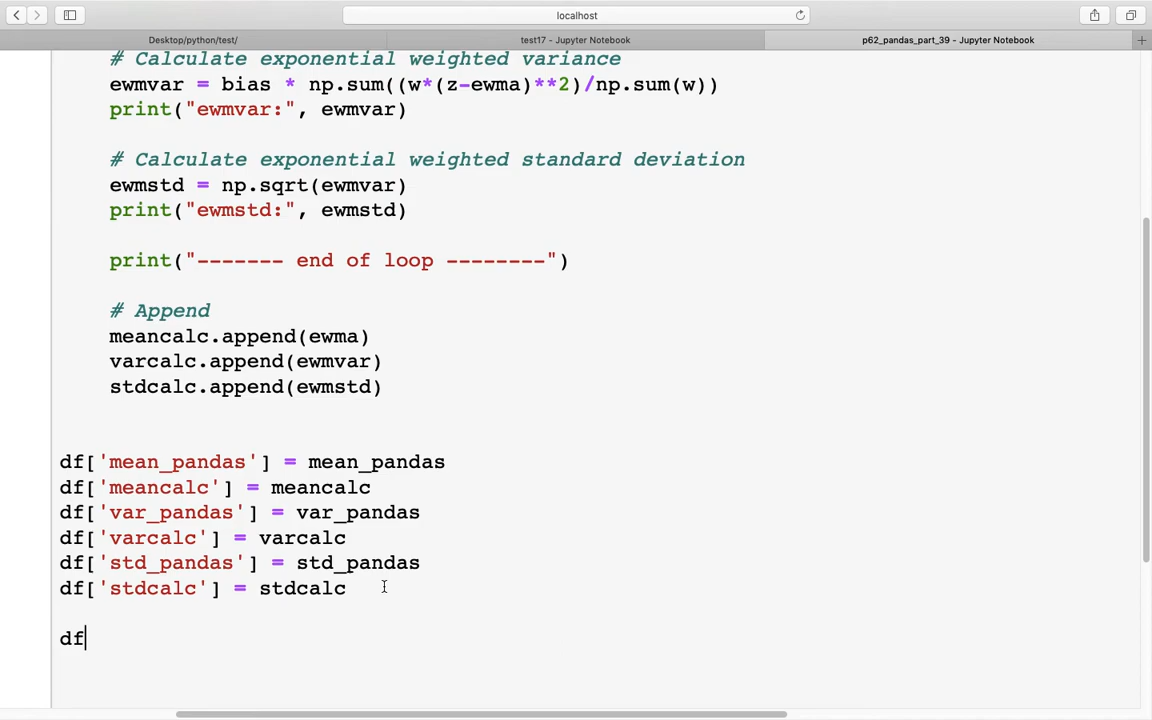 localhost
Desktop/python/test/
test17 - Jupyter Notebook
p62_pandas_part_39 - Jupyter Notebook
# Calculate exponential weighted variance
ewmvar = bias * np.sum((w*(z-ewma)**2)/np.sum(w))
print("ewmvar:", ewmvar)
# Calculate exponential weighted standard deviation
ewmstd = np.sqrt(ewmvar)
print("ewmstd:", ewmstd)
print("------- end of loop --------")
# Append
meancalc.append(ewma)
varcalc.append(ewmvar)
stdcalc.append(ewmstd)
df['mean_pandas'] = mean_pandas
df['meancalc'] = meancalc
df['var_pandas'] = var_pandas
df['varcalc'] = varcalc
df['std_pandas'] = std_pandas
df['stdcalc'] = stdcalc
df